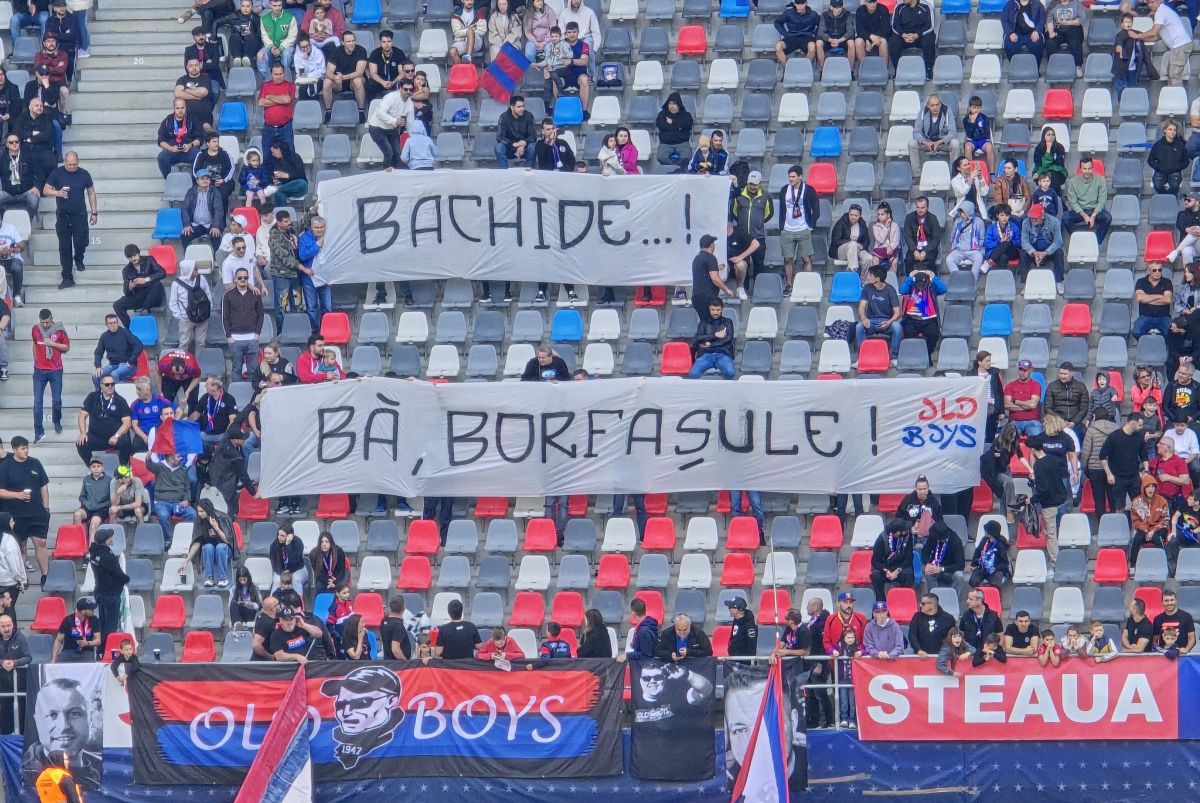 BACHIDE...!
BĂ, BORFAȘULE!
OLD
BOYS
OLD BOYS
1947
STEAUA